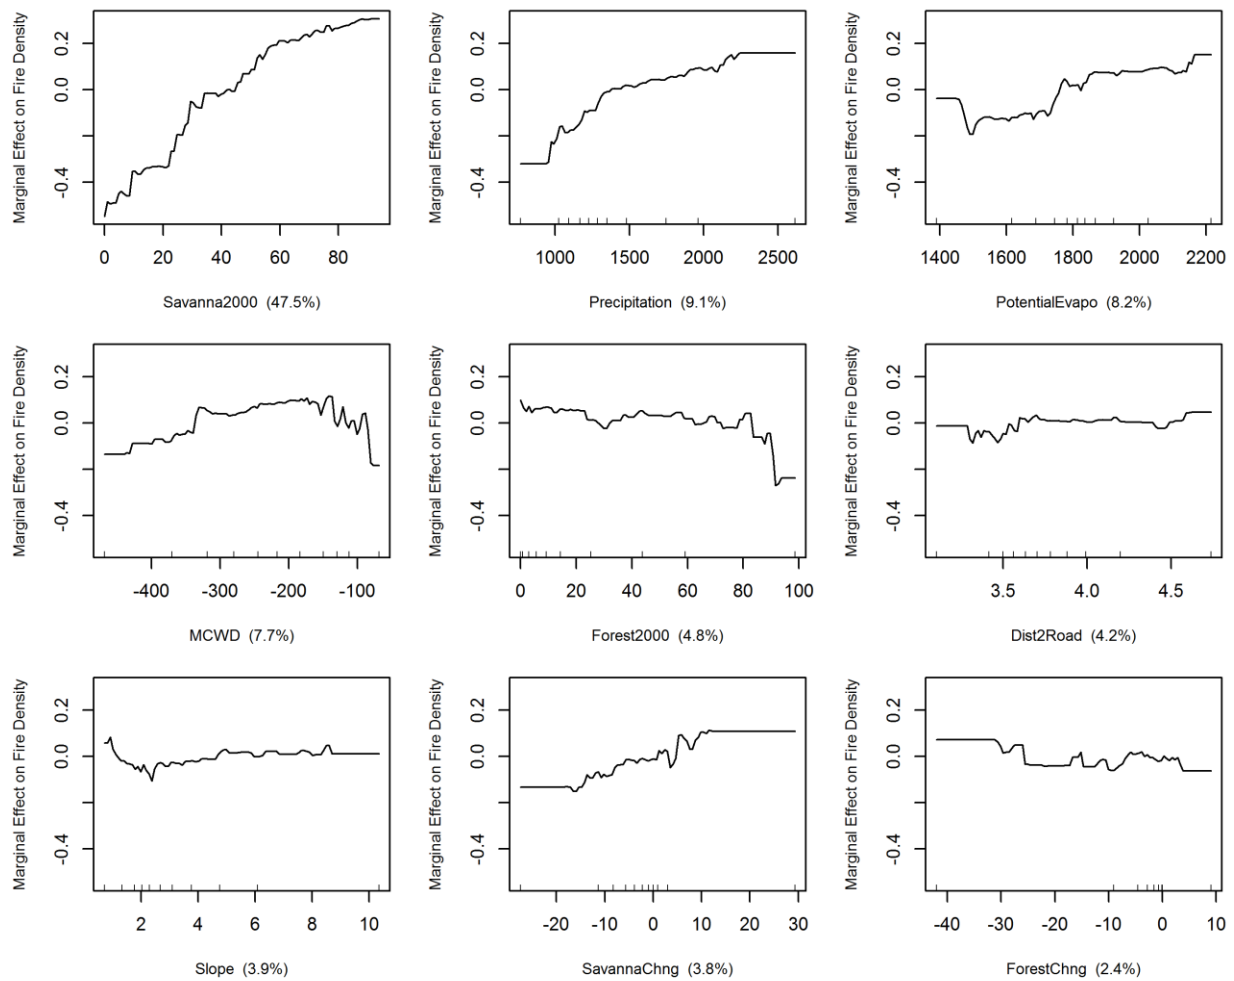 Marginal Effect on Fire Density
0.2
0.0
-0.4
0 20 40 60 80
Savanna2000 (47.5%)
Marginal Effect on Fire Density
0.2
0.0
-0.4
1000 1500 2000 2500
Precipitation (9.1%)
Marginal Effect on Fire Density
0.2
0.0
-0.4
1400 1600 1800 2000 2200
PotentialEvapo (8.2%)
Marginal Effect on Fire Density
0.2
0.0
-0.4
-400 -300 -200 -100
MCWD (7.7%)
Marginal Effect on Fire Density
0.2
0.0
-0.4
0 20 40 60 80 100
Forest2000 (4.8%)
Marginal Effect on Fire Density
0.2
0.0
-0.4
3.5 4.0 4.5
Dist2Road (4.2%)
Marginal Effect on Fire Density
0.2
0.0
-0.4
2 4 6 8 10
Slope (3.9%)
Marginal Effect on Fire Density
0.2
0.0
-0.4
-20 -10 0 10 20 30
SavannaChng (3.8%)
Marginal Effect on Fire Density
0.2
0.0
-0.4
-40 -30 -20 -10 0 10
ForestChng (2.4%)